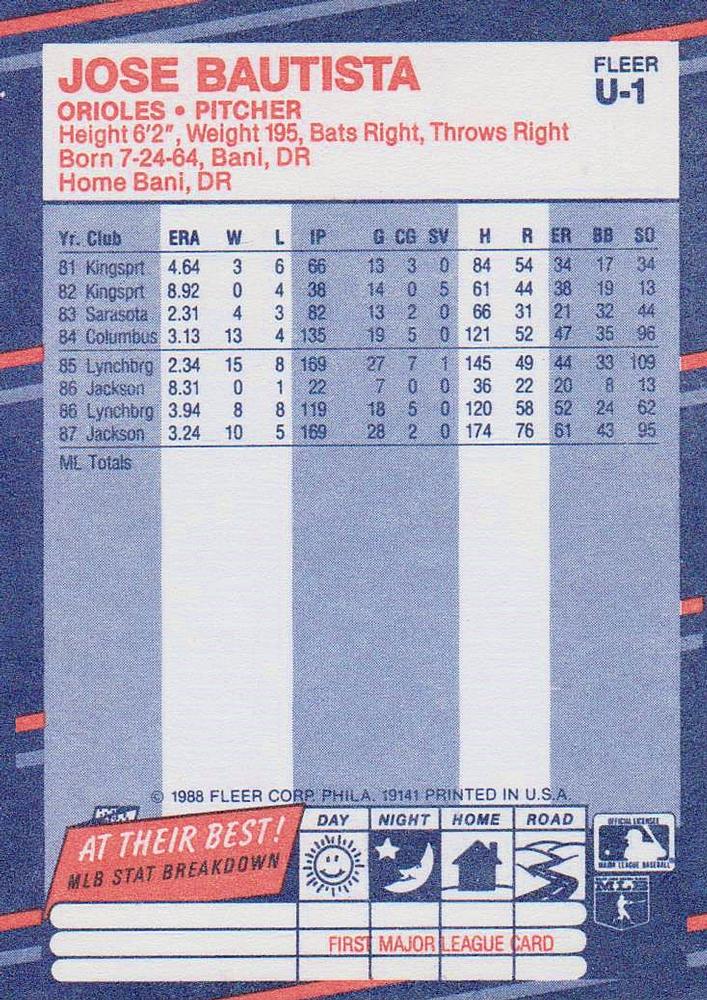 JOSE BAUTISTA
FLEER
U-1
ORIOLES • PITCHER
Height 6'2", Weight 195, Bats Right, Throws Right
Born 7-24-64, Bani, DR
Home Bani, DR
Yr. Club ERA W L IP G CG SV H R ER BB SO
81 Kingsprt 4.64 3 6 66 13 3 0 84 54 34 17 34
82 Kingsprt 8.92 0 4 38 14 0 5 61 44 38 19 13
83 Sarasota 2.31 4 3 82 13 2 0 66 31 21 32 44
84 Columbus 3.13 13 4 135 19 5 0 121 52 47 35 96
85 Lynchbrg 2.34 15 8 169 27 7 1 145 49 44 33 109
86 Jackson 8.31 0 1 22 7 0 0 36 22 20 8 13
86 Lynchbrg 3.94 8 8 119 18 5 0 120 58 52 24 62
87 Jackson 3.24 10 5 169 28 2 0 174 76 61 43 95
ML Totals
© 1988 FLEER CORP. PHILA. 19141 PRINTED IN U.S.A.
AT THEIR BEST!
MLB STAT BREAKDOWN
DAY NIGHT HOME ROAD
OFFICIAL LICENSEE
MAJOR LEAGUE BASEBALL
MLB
FIRST MAJOR LEAGUE CARD